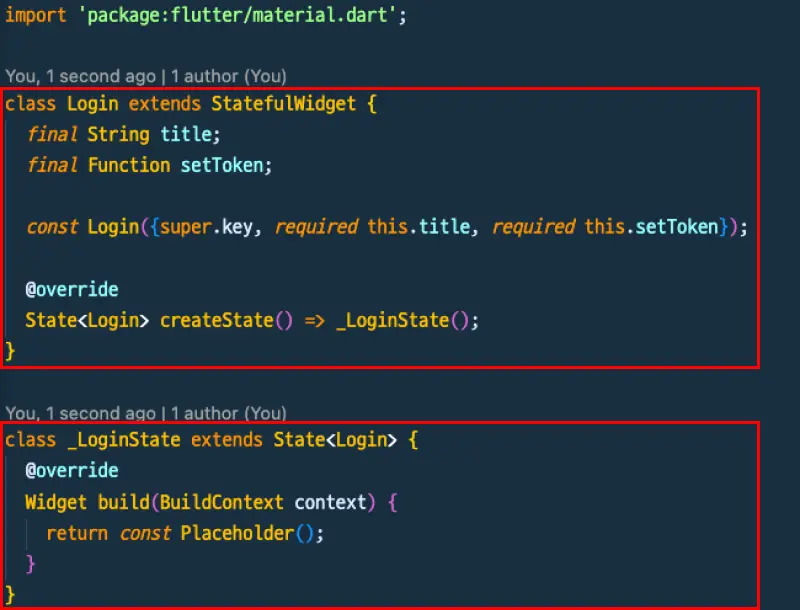 import 'package:flutter/material.dart';
You, 1 second ago | 1 author (You)
class Login extends StatefulWidget {
final String title;
final Function setToken;
const Login({super.key, required this.title, required this.setToken});
@override
State<Login> createState() => _LoginState();
}
You, 1 second ago | 1 author (You)
class _LoginState extends State<Login> {
@override
Widget build(BuildContext context) {
return const Placeholder();
}
}